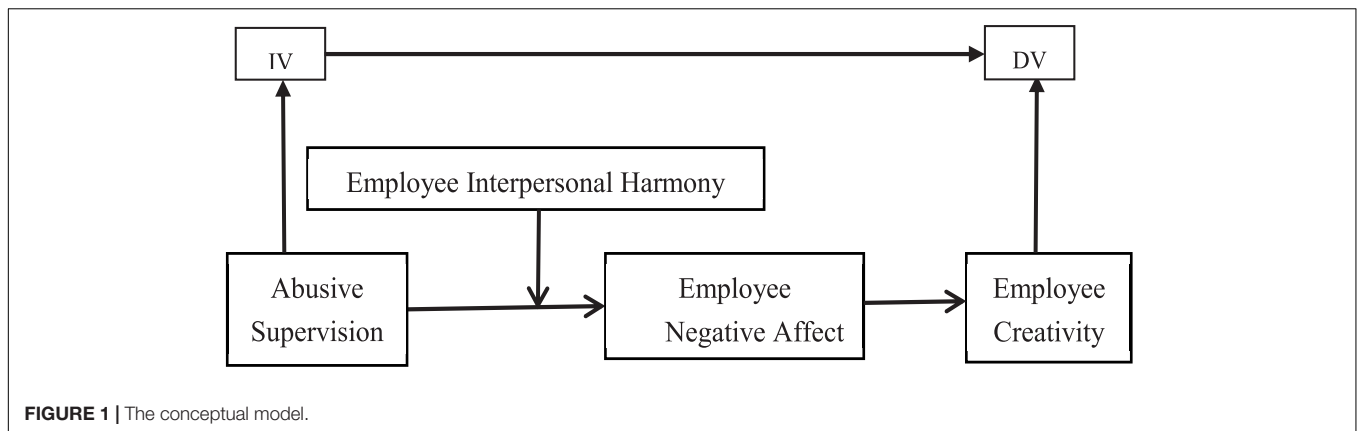 IV
DV
Employee Interpersonal Harmony
Abusive
Supervision
Employee
Negative Affect
Employee
Creativity
FIGURE 1 | The conceptual model.